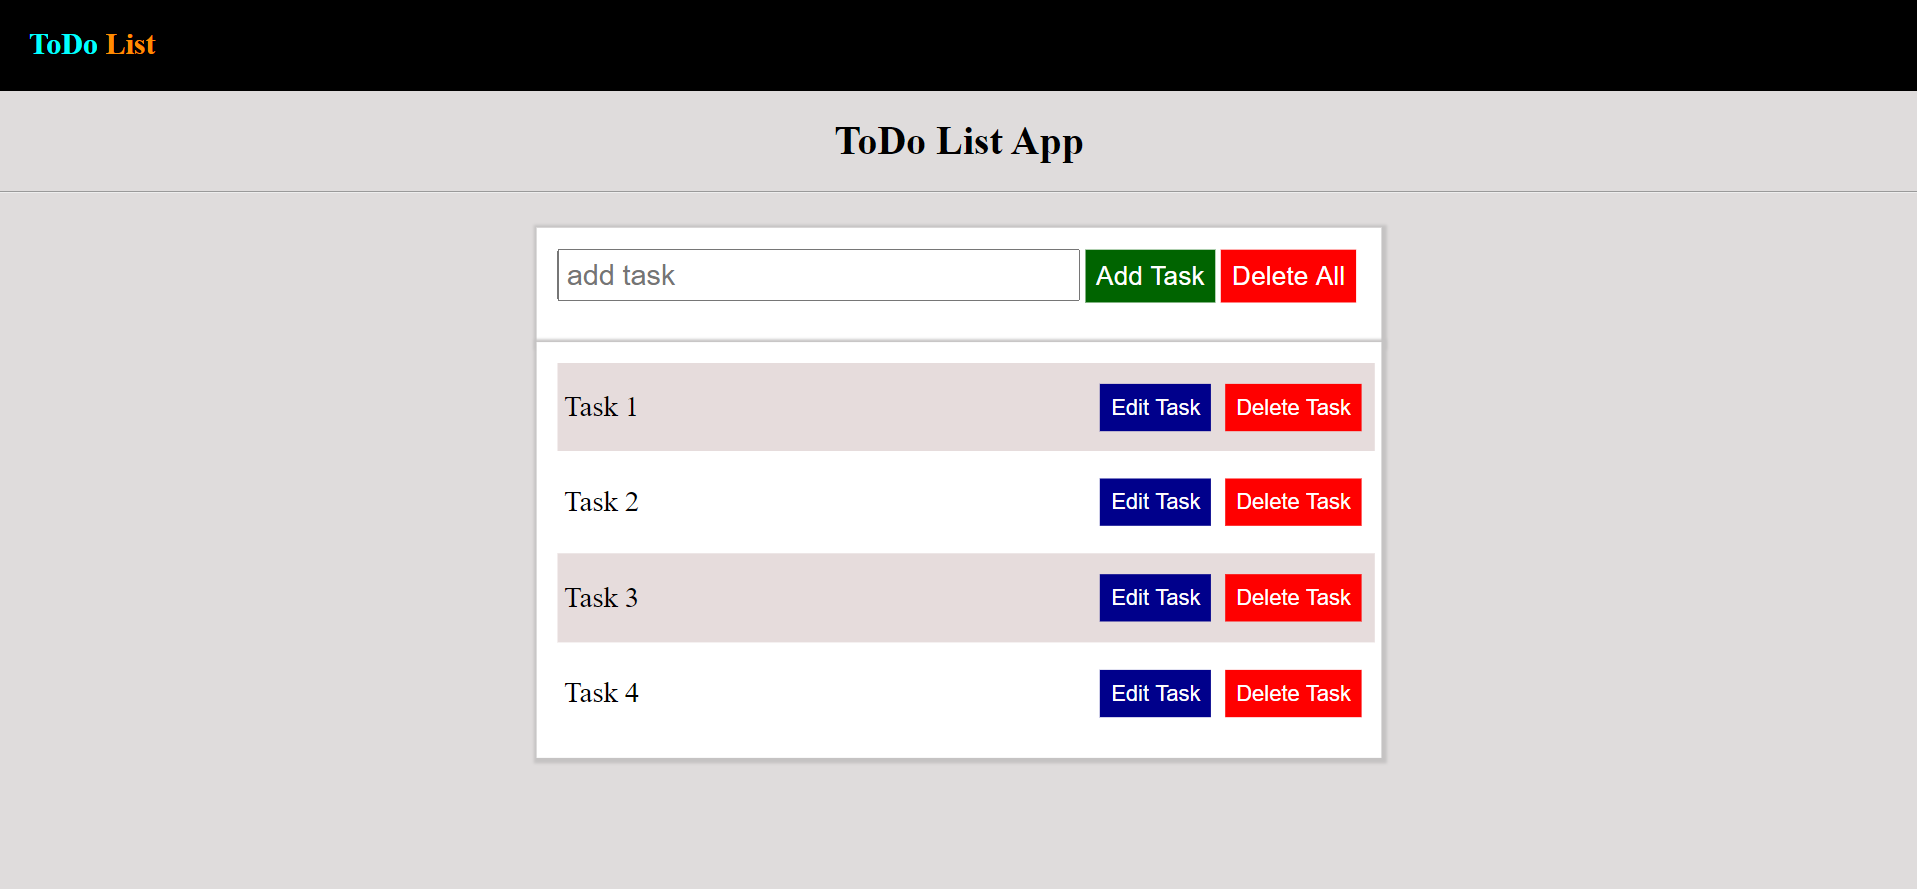 ToDo List
ToDo List App
add task Add Task Delete All
Task 1 Edit Task Delete Task
Task 2 Edit Task Delete Task
Task 3 Edit Task Delete Task
Task 4 Edit Task Delete Task